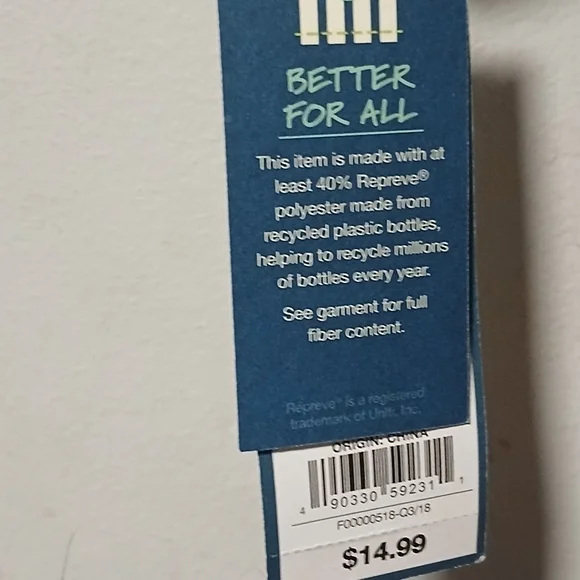 BETTER
FOR ALL
This item is made with at
least 40% Repreve®
polyester made from
recycled plastic bottles,
helping to recycle millions
of bottles every year.
See garment for full
fiber content.
Repreve® is a registered
trademark of Unifi, Inc.
ORIGIN: CHINA
4 90330 59231 1
F00000518-Q3/18
$14.99